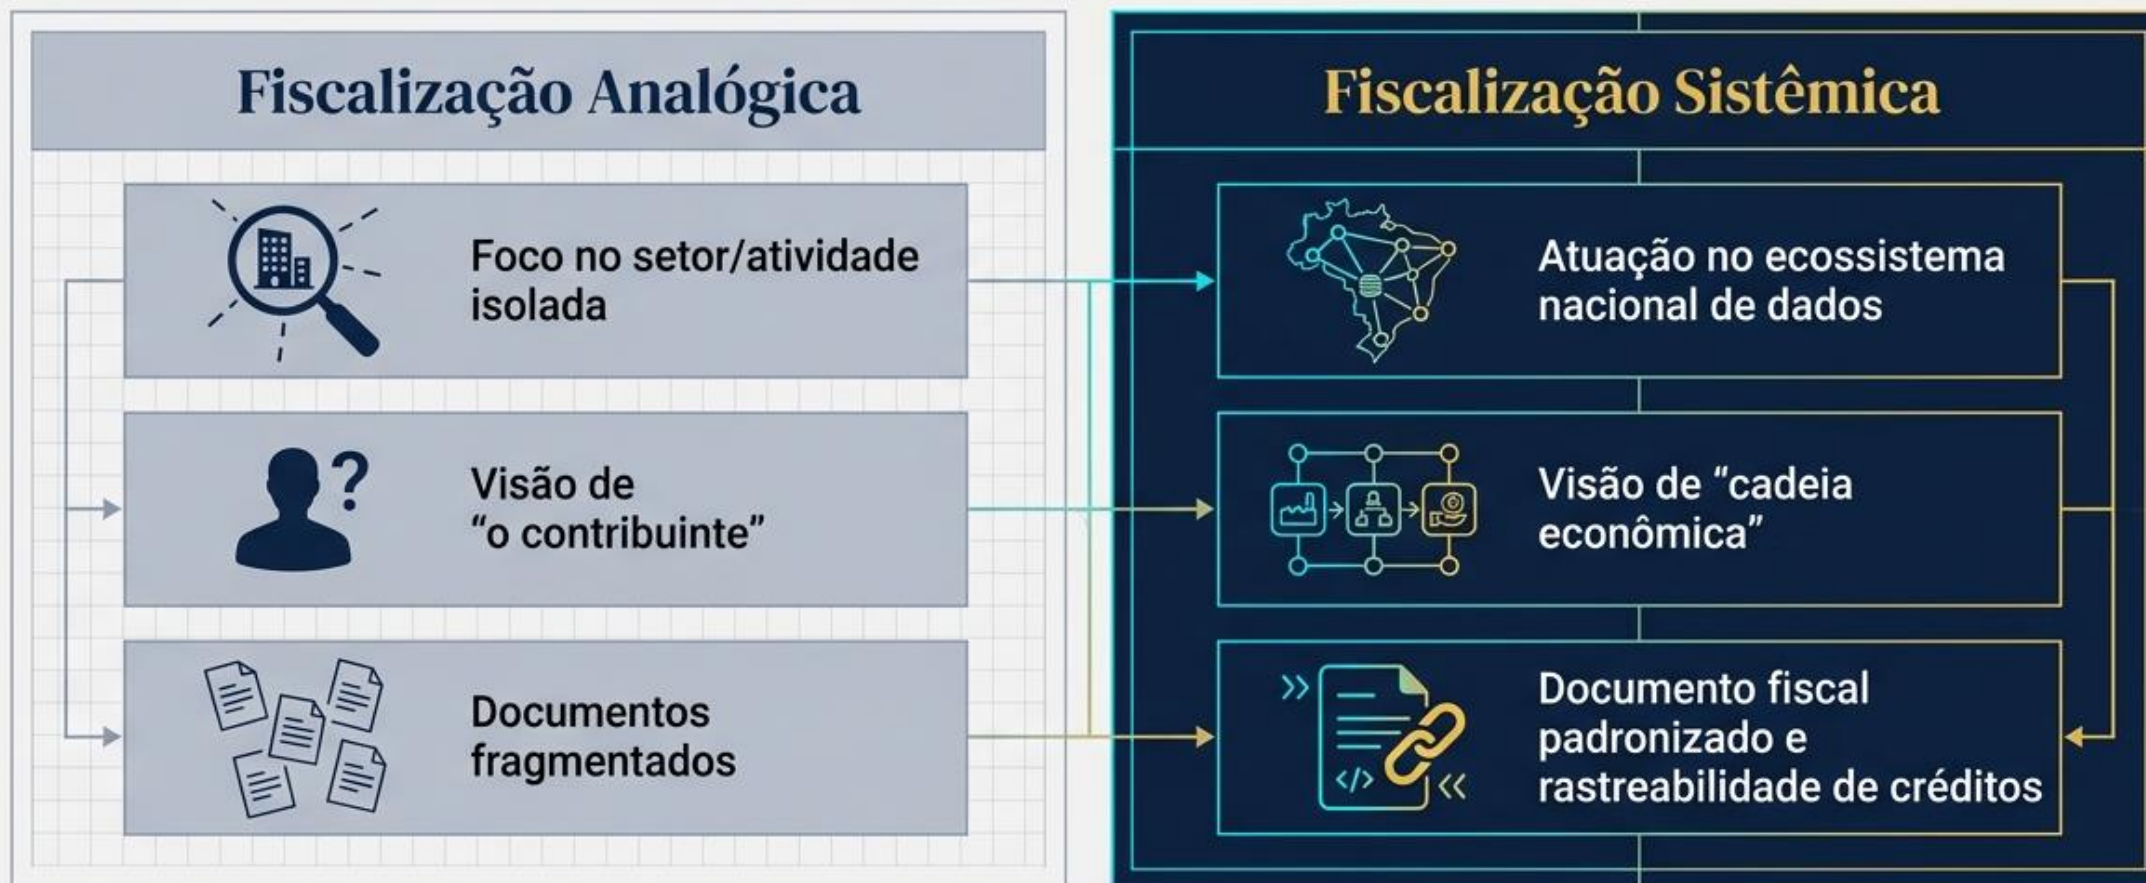 Fiscalização Analógica
Foco no setor/atividade
isolada
Visão de
“o contribuinte”
?
Documentos
fragmentados
Fiscalização Sistêmica
Atuação no ecossistema
nacional de dados
Visão de “cadeia
econômica”
Documento fiscal
padronizado e
rastreabilidade de créditos
</>